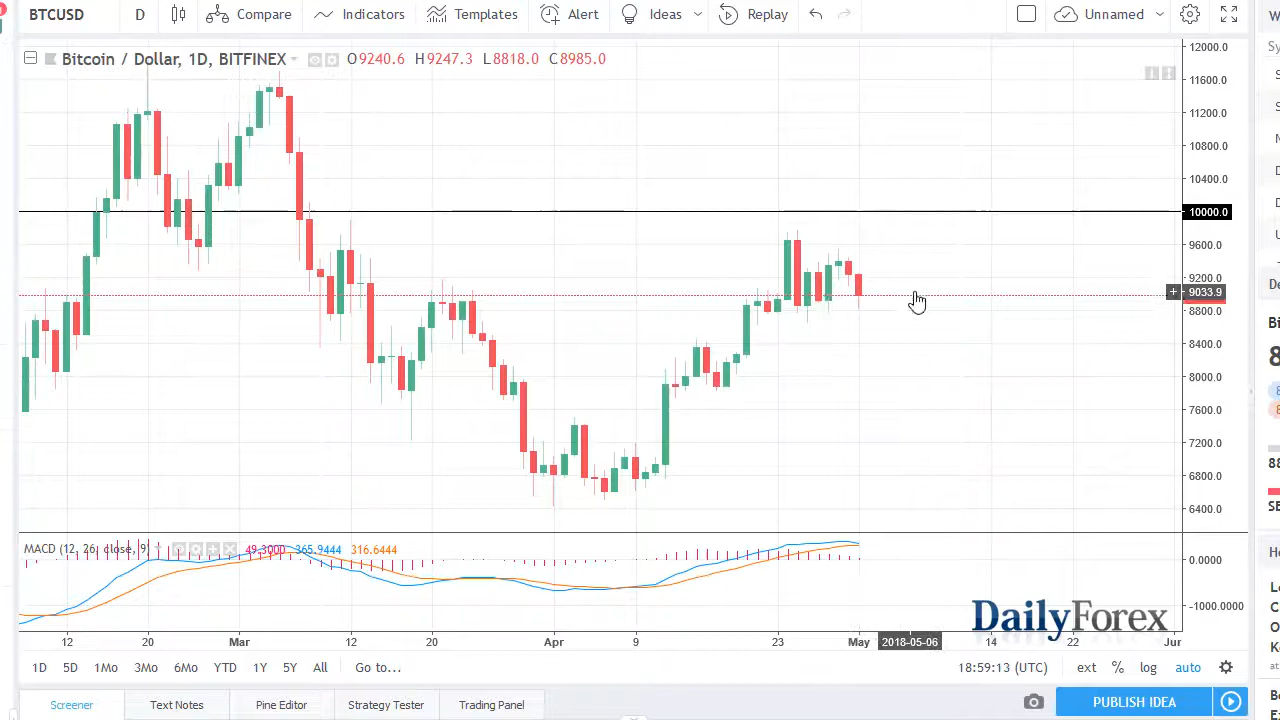 BTCUSD D Compare Indicators Templates Alert Ideas Replay Unnamed
Bitcoin / Dollar, 1D, BITFINEX O9240.6 H9247.3 L8818.0 C8985.0
12000.0
11600.0
11200.0
10800.0
10400.0
10000.0
9600.0
9200.0
9033.9
8800.0
8400.0
8000.0
7600.0
7200.0
6800.0
6400.0
MACD (12, 26, close, 9) 49.3000 365.9444 316.6444
0.0000
-1000.0000
DailyForex
12 20 Mar 12 20 Apr 9 23 May 2018-05-06 14 22 Jun
1D 5D 1Mo 3Mo 6Mo YTD 1Y 5Y All Go to... 18:59:13 (UTC) ext % log auto
Screener Text Notes Pine Editor Strategy Tester Trading Panel PUBLISH IDEA